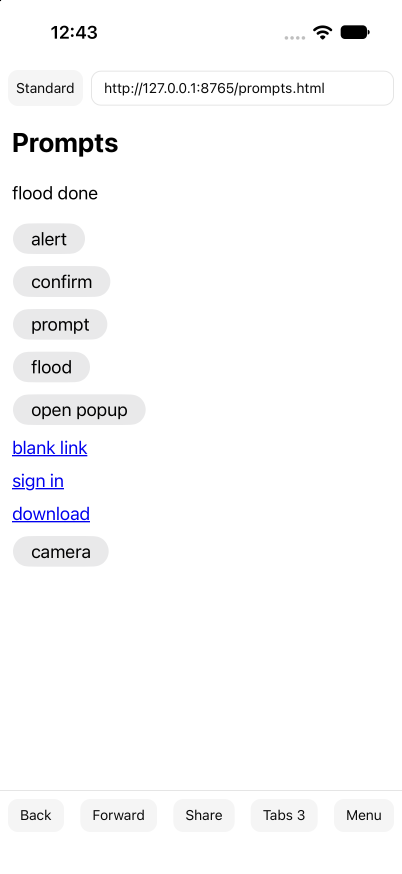 12:43
Standard http://127.0.0.1:8765/prompts.html
Prompts
flood done
alert
confirm
prompt
flood
open popup
blank link
sign in
download
camera
Back Forward Share Tabs 3 Menu